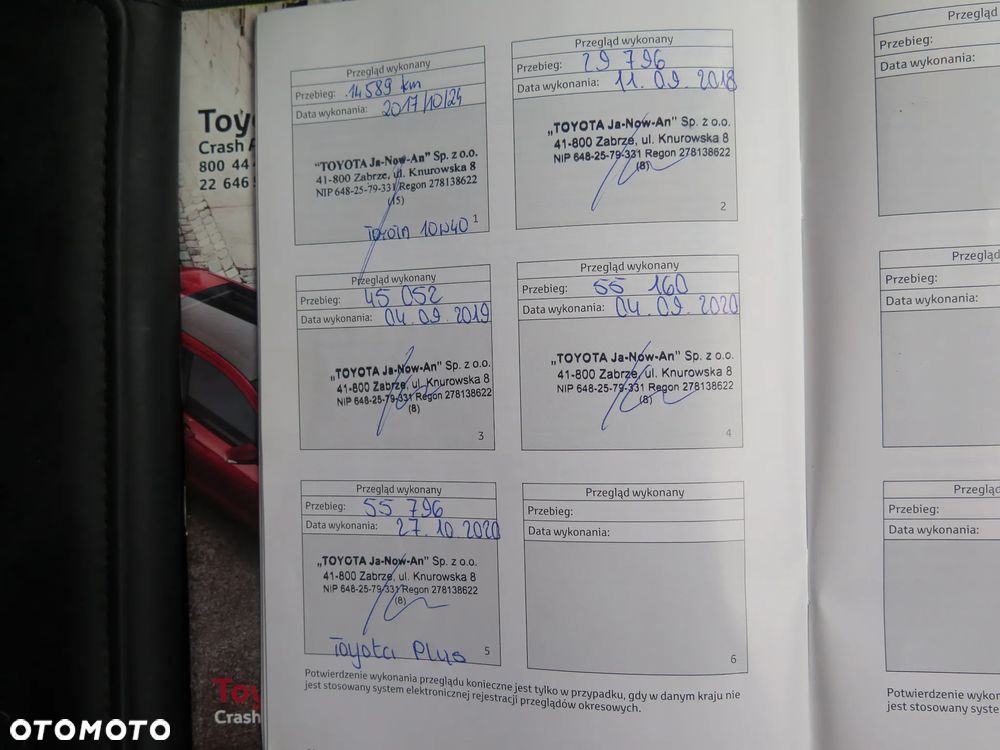 Toy
Crash A
800 44
22 646
Przegląd wykonany
Przebieg: 14 589 km
Data wykonania: 2017/10/24
"TOYOTA Ja-Now-An" Sp. z o.o.
41-800 Zabrze, ul. Knurowska 8
NIP 648-25-79-331 Regon 278138622
(15)
Toyota 10W40
1
Przegląd wykonany
Przebieg: 29 796
Data wykonania: 11.09.2018
„TOYOTA Ja-Now-An" Sp. z o.o.
41-800 Zabrze, ul. Knurowska 8
NIP 648-25-79-331 Regon 278138622
(8)
2
Przegląd wykonany
Przebieg: 45 052
Data wykonania: 04.09.2019
„TOYOTA Ja-Now-An" Sp. z o.o.
41-800 Zabrze, ul. Knurowska 8
NIP 648-25-79-331 Regon 278138622
(8)
3
Przegląd wykonany
Przebieg: 55 160
Data wykonania: 04.09.2020
„TOYOTA Ja-Now-An" Sp. z o.o.
41-800 Zabrze, ul. Knurowska 8
NIP 648-25-79-331 Regon 278138622
(8)
4
Przegląd wykonany
Przebieg: 55 796
Data wykonania: 27.10.2020
„TOYOTA Ja-Now-An" Sp. z o.o.
41-800 Zabrze, ul. Knurowska 8
NIP 648-25-79-331 Regon 278138622
(8)
Toyota Plus
5
Przegląd wykonany
Przebieg:
Data wykonania:
6
Potwierdzenie wykonania przeglądu konieczne jest tylko w przypadku, gdy w danym kraju nie
jest stosowany system elektronicznej rejestracji przeglądów okresowych.
Przegląd
Przebieg:
Data wykonania:
Przegląd
Przebieg:
Data wykonania:
Przegląd
Przebieg:
Data wykonania:
Potwierdzenie wykon
jest stosowany syste
Toy
Crash
OTOMOTO